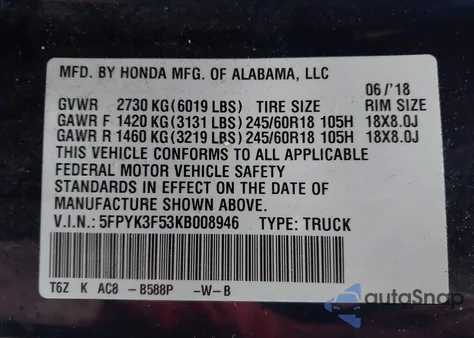 MFD. BY HONDA MFG. OF ALABAMA, LLC
06/'18
GVWR 2730 KG(6019 LBS) TIRE SIZE RIM SIZE
GAWR F 1420 KG(3131 LBS)245/60R18 105H 18X8.0J
GAWR R 1460 KG(3219 LBS)245/60R18 105H 18X8.0J
THIS VEHICLE CONFORMS TO ALL APPLICABLE
FEDERAL MOTOR VEHICLE SAFETY
STANDARDS IN EFFECT ON THE DATE OF
MANUFACTURE SHOWN ABOVE.
V.I.N.: 5FPYK3F53KB008946 TYPE: TRUCK
T6Z K AC8 -B588P -W-B
autoSnap